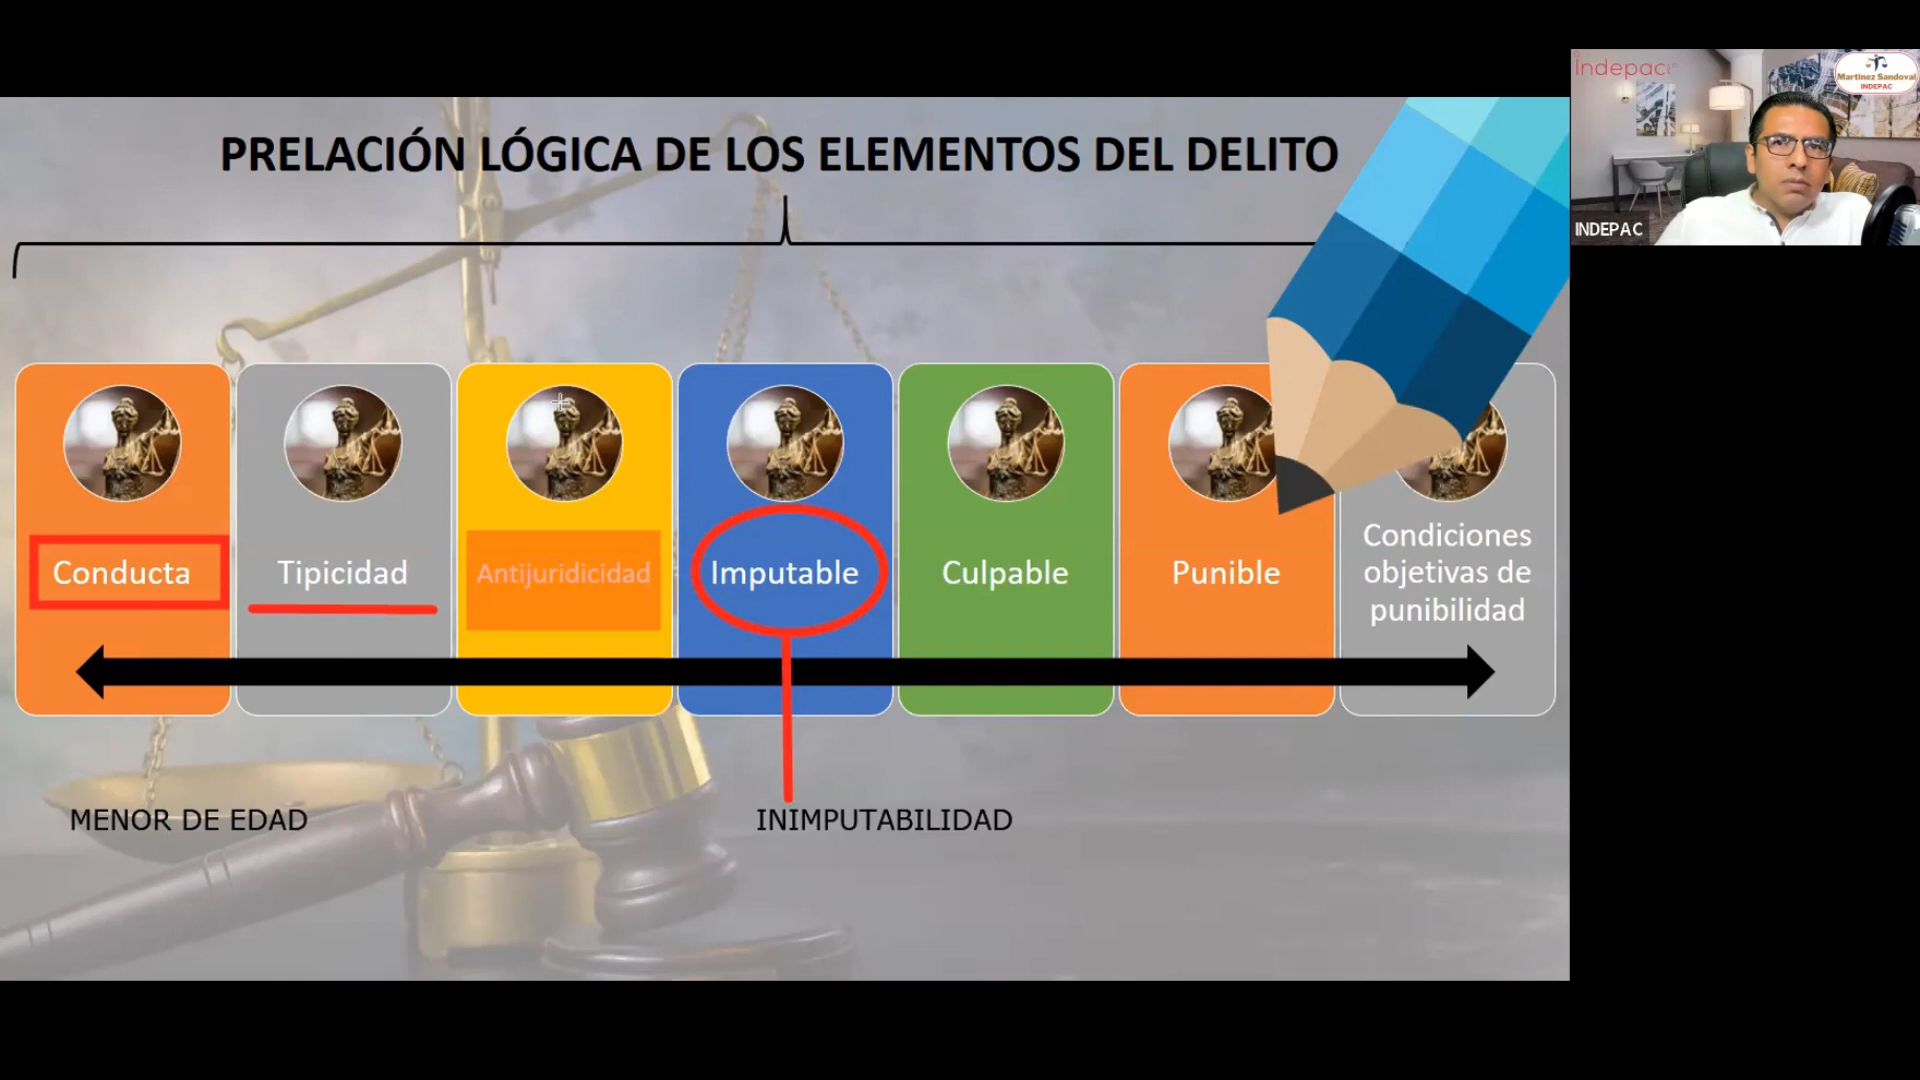 PRELACIÓN LÓGICA DE LOS ELEMENTOS DEL DELITO
Conducta
Tipicidad
Antijuridicidad
Imputable
Culpable
Punible
Condiciones
objetivas de
punibilidad
MENOR DE EDAD
INIMPUTABILIDAD
Indepac
Martínez Sandoval
INDEPAC
INDEPAC